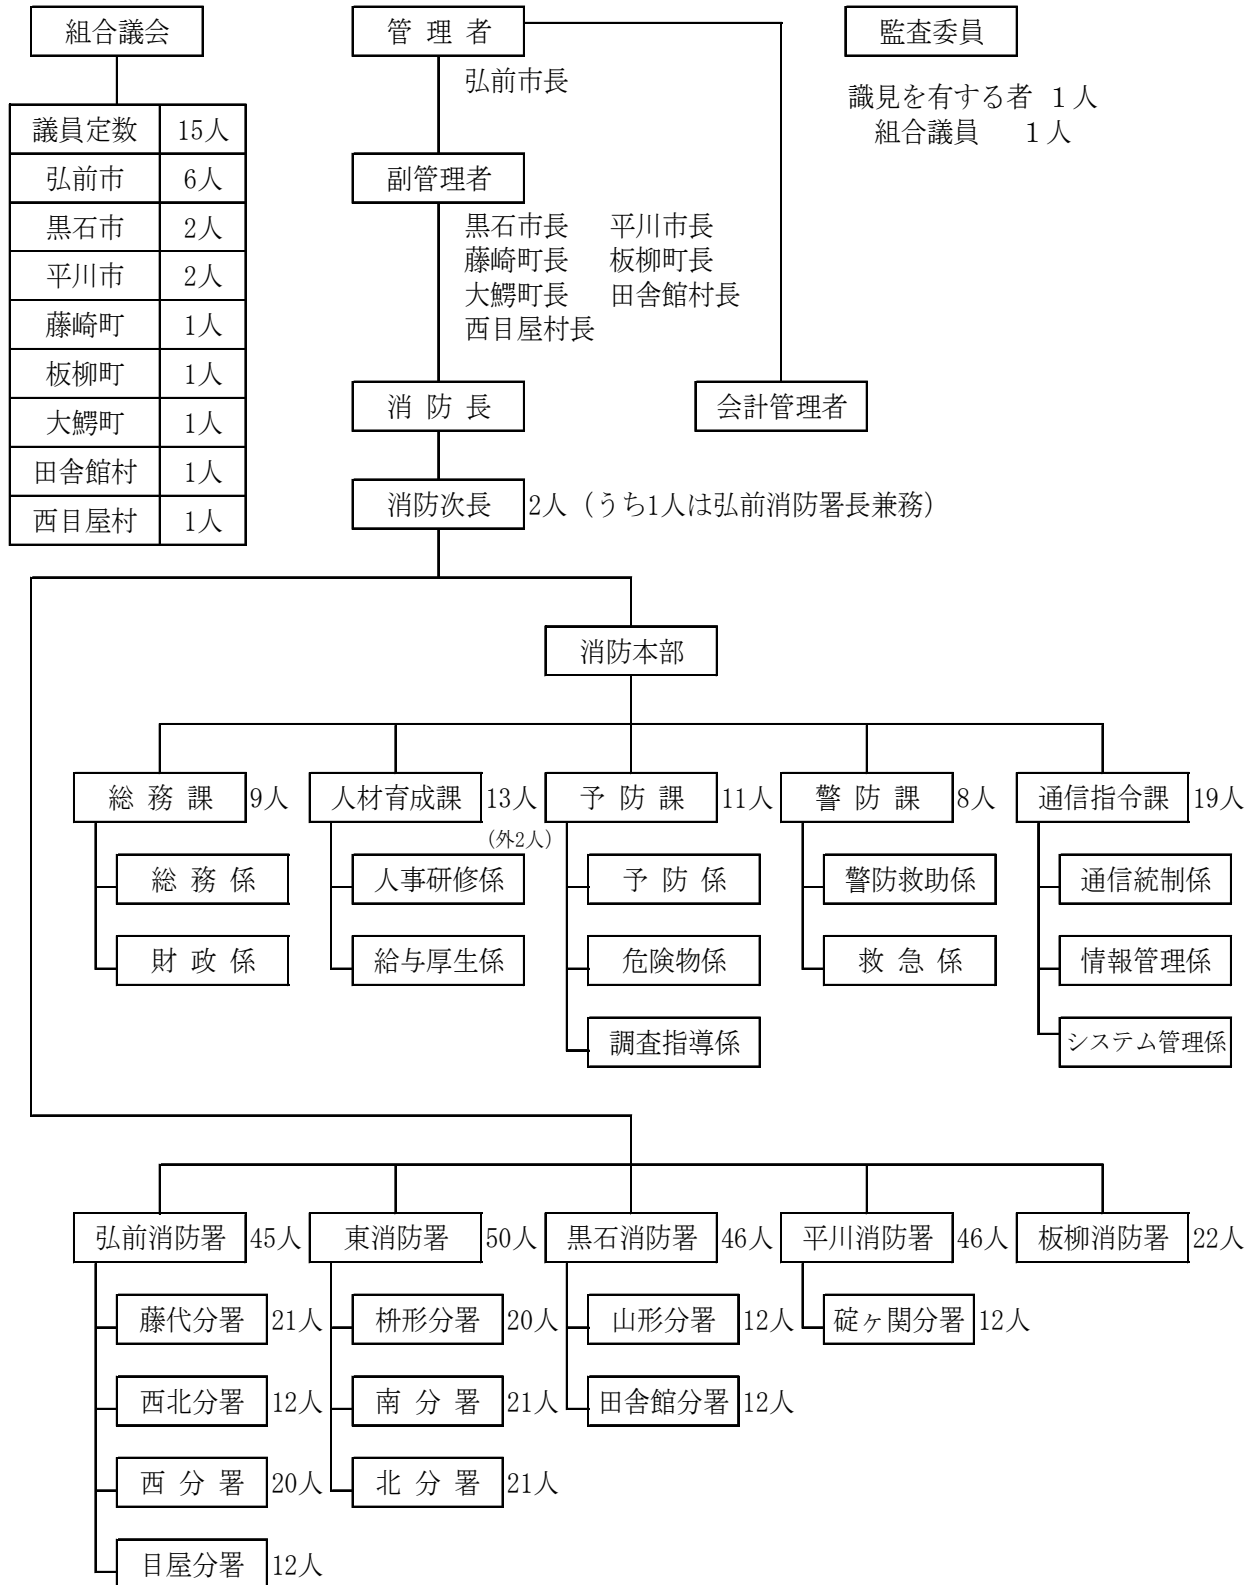 組合議会
管 理 者
監査委員
弘前市長
識見を有する者 1人
組合議員 1人
議員定数 15人
弘前市 6人
黒石市 2人
平川市 2人
藤崎町 1人
板柳町 1人
大鰐町 1人
田舎館村 1人
西目屋村 1人
副管理者
黒石市長 平川市長
藤崎町長 板柳町長
大鰐町長 田舎館村長
西目屋村長
消 防 長
会計管理者
消防次長 2人（うち1人は弘前消防署長兼務）
消防本部
総 務 課 9人
総 務 係
財 政 係
人材育成課 13人
(外2人)
人事研修係
給与厚生係
予 防 課 11人
予 防 係
危険物係
調査指導係
警 防 課 8人
警防救助係
救 急 係
通信指令課 19人
通信統制係
情報管理係
システム管理係
弘前消防署 45人
藤代分署 21人
西北分署 12人
西 分 署 20人
目屋分署 12人
東消防署 50人
枡形分署 20人
南 分 署 21人
北 分 署 21人
黒石消防署 46人
山形分署 12人
田舎館分署 12人
平川消防署 46人
碇ヶ関分署 12人
板柳消防署 22人